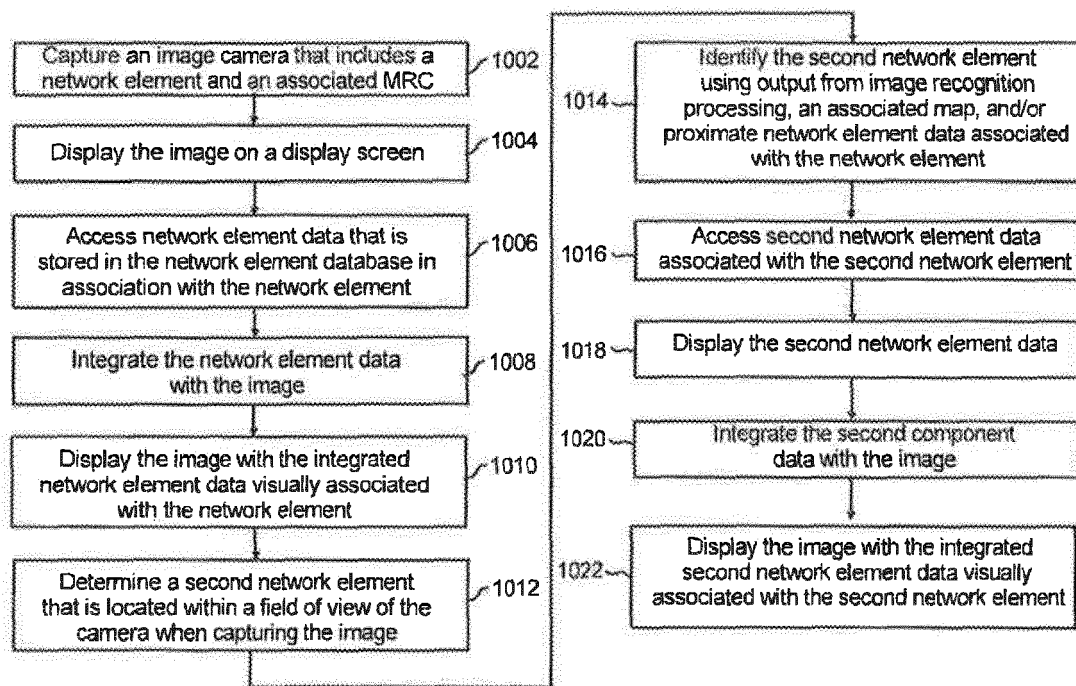 Capture an image camera that includes a
network element and an associated MRC
1002
Display the image on a display screen
1004
Access network element data that is
stored in the network element database in
association with the network element
1006
Integrate the network element data
with the image
1008
Display the image with the integrated
network element data visually associated
with the network element
1010
Determine a second network element
that is located within a field of view of the
camera when capturing the image
1012
Identify the second network element
using output from image recognition
processing, an associated map, and/or
proximate network element data associated
with the network element
1014
Access second network element data
associated with the second network element
1016
Display the second network element data
1018
Integrate the second component
data with the image
1020
Display the image with the integrated
second network element data visually
associated with the second network element
1022